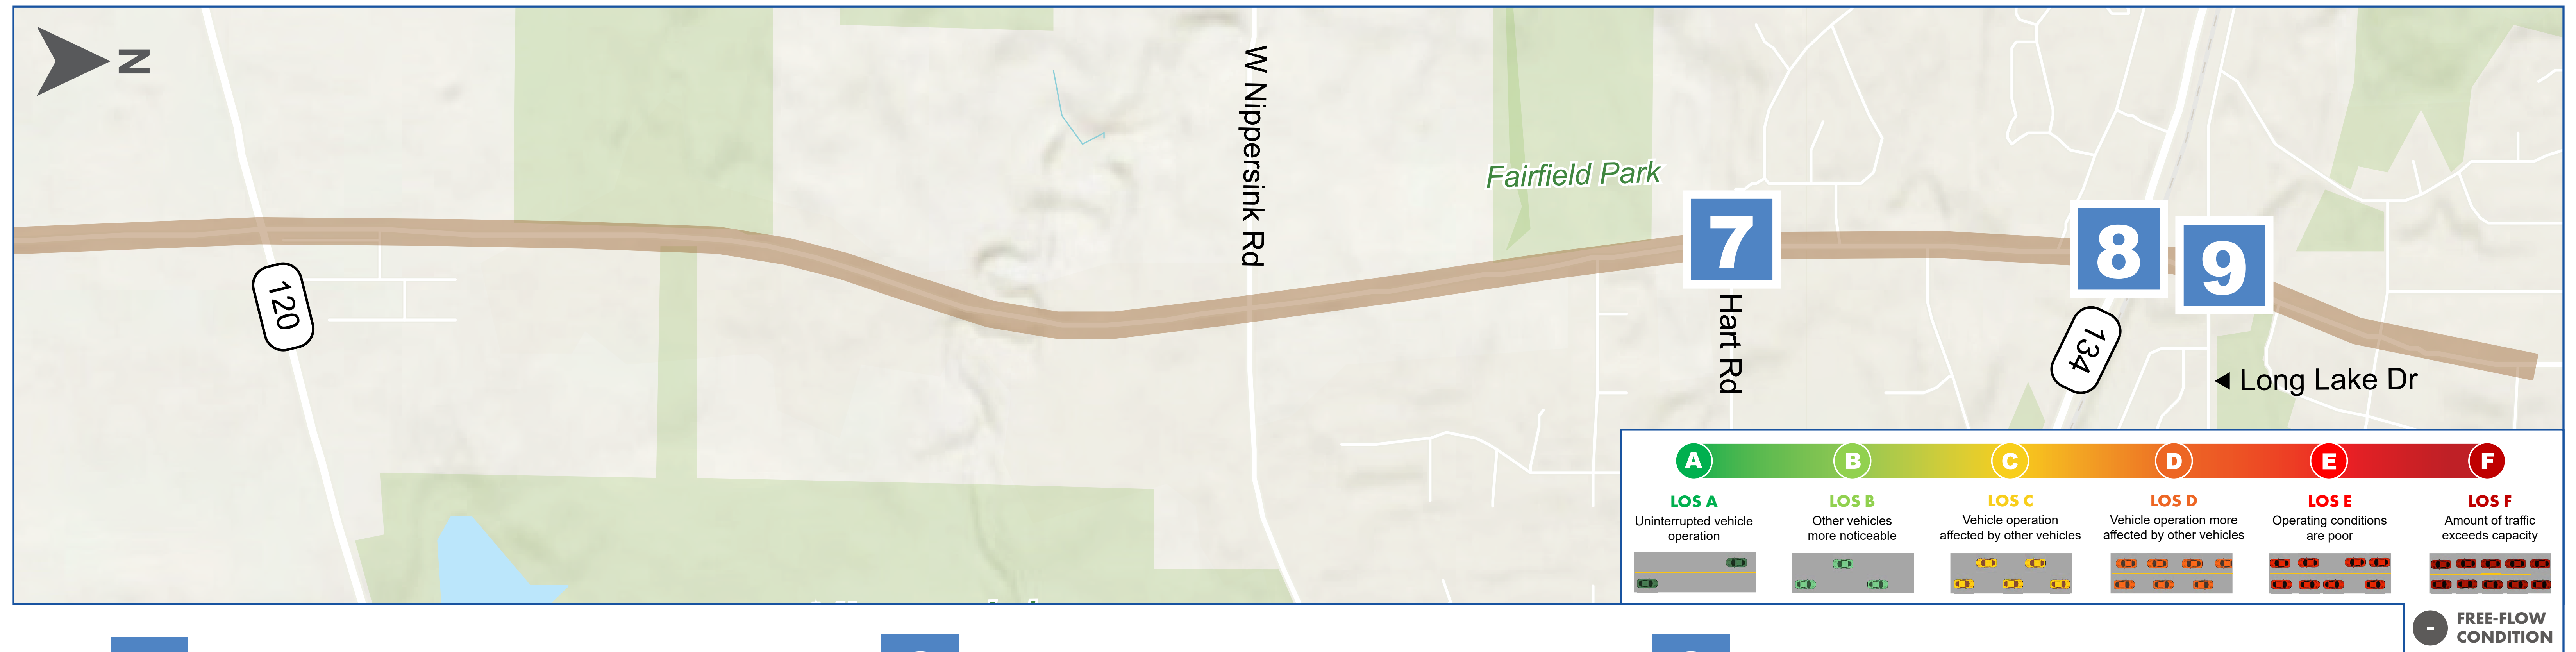 N
120
W Nippersink Rd
Fairfield Park
7
Hart Rd
8
9
134
◄ Long Lake Dr
A
B
C
D
E
F
LOS A
Uninterrupted vehicle
operation
LOS B
Other vehicles
more noticeable
LOS C
Vehicle operation
affected by other vehicles
LOS D
Vehicle operation more
affected by other vehicles
LOS E
Operating conditions
are poor
LOS F
Amount of traffic
exceeds capacity
-
FREE-FLOW
CONDITION